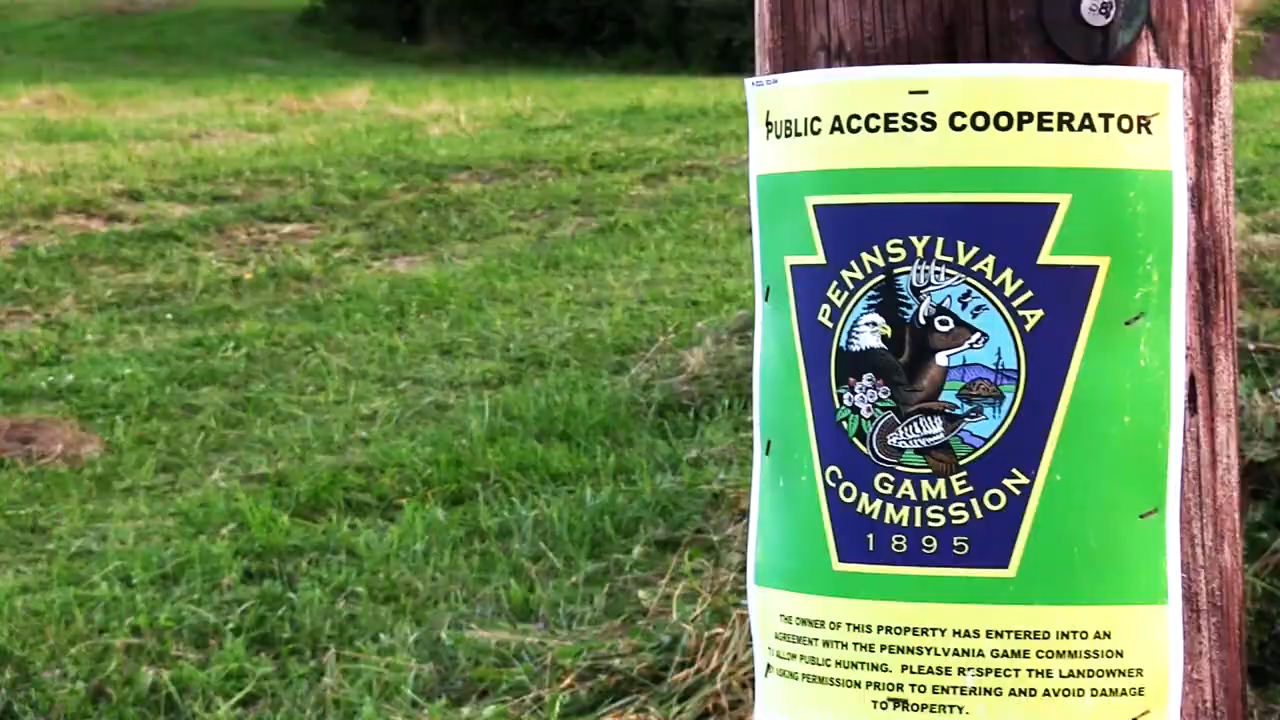 PUBLIC ACCESS COOPERATOR
PENNSYLVANIA
GAME
COMMISSION
1895
THE OWNER OF THIS PROPERTY HAS ENTERED INTO AN
AGREEMENT WITH THE PENNSYLVANIA GAME COMMISSION
TO ALLOW PUBLIC HUNTING. PLEASE RESPECT THE LANDOWNER
BY ASKING PERMISSION PRIOR TO ENTERING AND AVOID DAMAGE
TO PROPERTY.